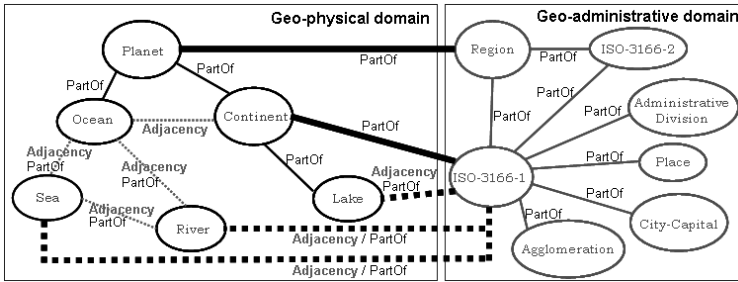 Geo-physical domain
Geo-administrative domain
Planet
PartOf
Region
PartOf
ISO-3166-2
PartOf
PartOf
PartOf
PartOf
Ocean
Adjacency
Continent
PartOf
PartOf
Administrative
Division
Adjacency
PartOf
Adjacency
PartOf
PartOf
Adjacency
PartOf
PartOf
Place
Sea
Adjacency
PartOf
River
Lake
ISO-3166-1
PartOf
City-Capital
PartOf
Adjacency / PartOf
Agglomeration
Adjacency / PartOf